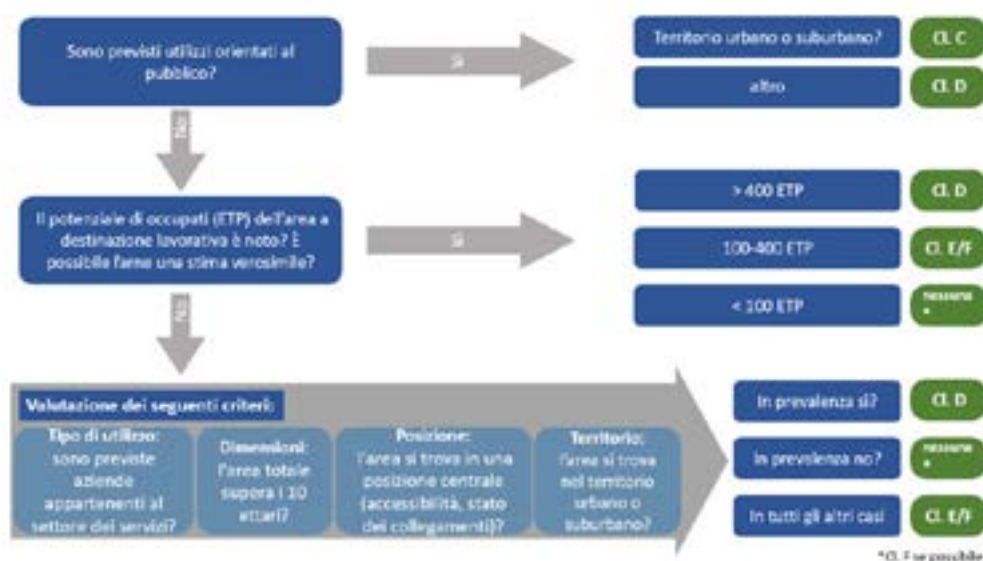 Sono previsti utilizzi orientati al
pubblico?
Sì
Territorio urbano o suburbano?
Cl. C
altro
Cl. D
No
Il potenziale di occupati (ETP) dell'area a
destinazione lavorativa è noto? È
possibile farne una stima verosimile?
Sì
> 400 ETP
Cl. D
100-400 ETP
Cl. E/F
< 100 ETP
nessuna
*
No
Valutazione dei seguenti criteri:
Tipo di utilizzo:
sono previste
aziende
appartenenti al
settore dei servizi?
Dimensioni:
l'area totale
supera i 10
ettari?
Posizione:
l'area si trova in una
posizione centrale
(accessibilità, stato
dei collegamenti)?
Territorio:
l'area si trova
nel territorio
urbano o
suburbano?
In prevalenza sì?
Cl. D
In prevalenza no?
nessuna
*
In tutti gli altri casi
Cl. E/F
*Cl. F se possibile